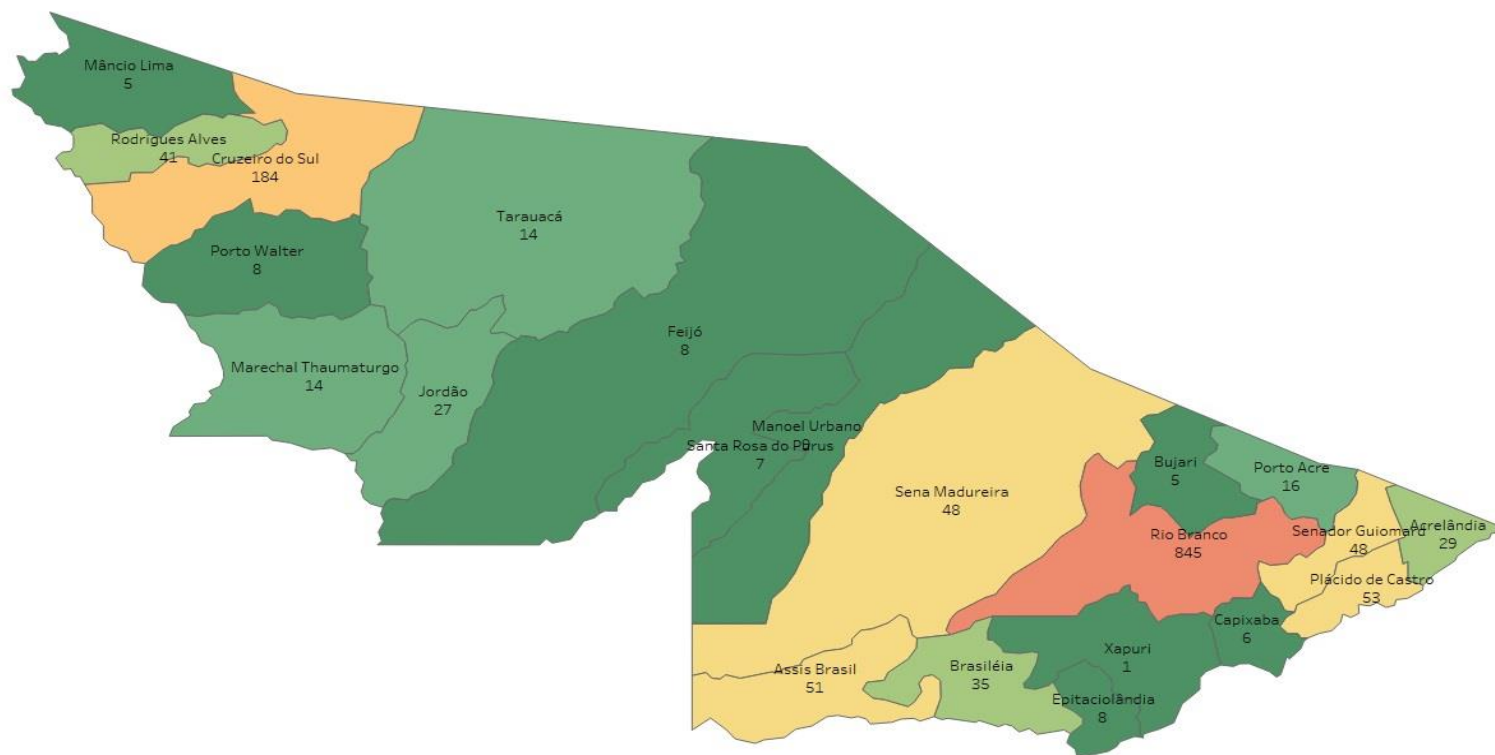 Mâncio Lima
5
Rodrigues Alves
41
Cruzeiro do Sul
184
Tarauacá
14
Porto Walter
8
Feijó
8
Marechal Thaumaturgo
14
Jordão
27
Manoel Urbano
Santa Rosa do Purus
7
Sena Madureira
48
Bujari
5
Porto Acre
16
Rio Branco
845
Senador Guiomard
48
Acrelândia
29
Plácido de Castro
53
Capixaba
6
Xapuri
1
Assis Brasil
51
Brasiléia
35
Epitaciolândia
8